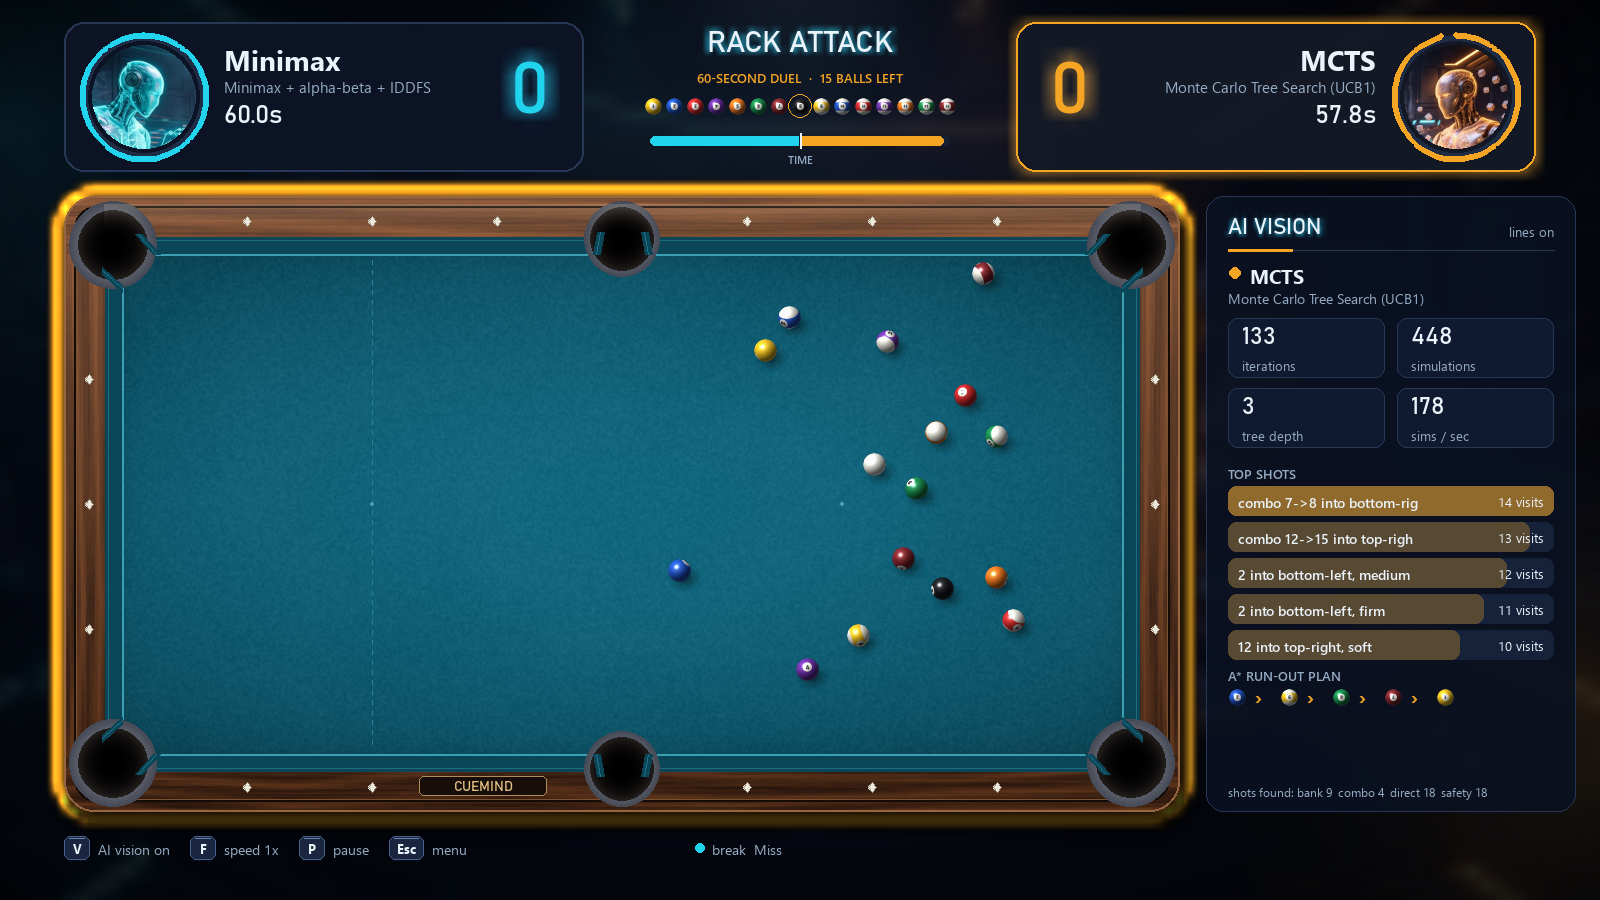 Minimax
Minimax + alpha-beta + IDDFS
60.0s
0
RACK ATTACK
60-SECOND DUEL · 15 BALLS LEFT
TIME
0
MCTS
Monte Carlo Tree Search (UCB1)
57.8s
AI VISION
lines on
MCTS
Monte Carlo Tree Search (UCB1)
133
iterations
448
simulations
3
tree depth
178
sims / sec
TOP SHOTS
combo 7->8 into bottom-rig 14 visits
combo 12->15 into top-righ 13 visits
2 into bottom-left, medium 12 visits
2 into bottom-left, firm 11 visits
12 into top-right, soft 10 visits
A* RUN-OUT PLAN
shots found: bank 9 combo 4 direct 18 safety 18
CUEMIND
V AI vision on F speed 1x P pause Esc menu
break Miss